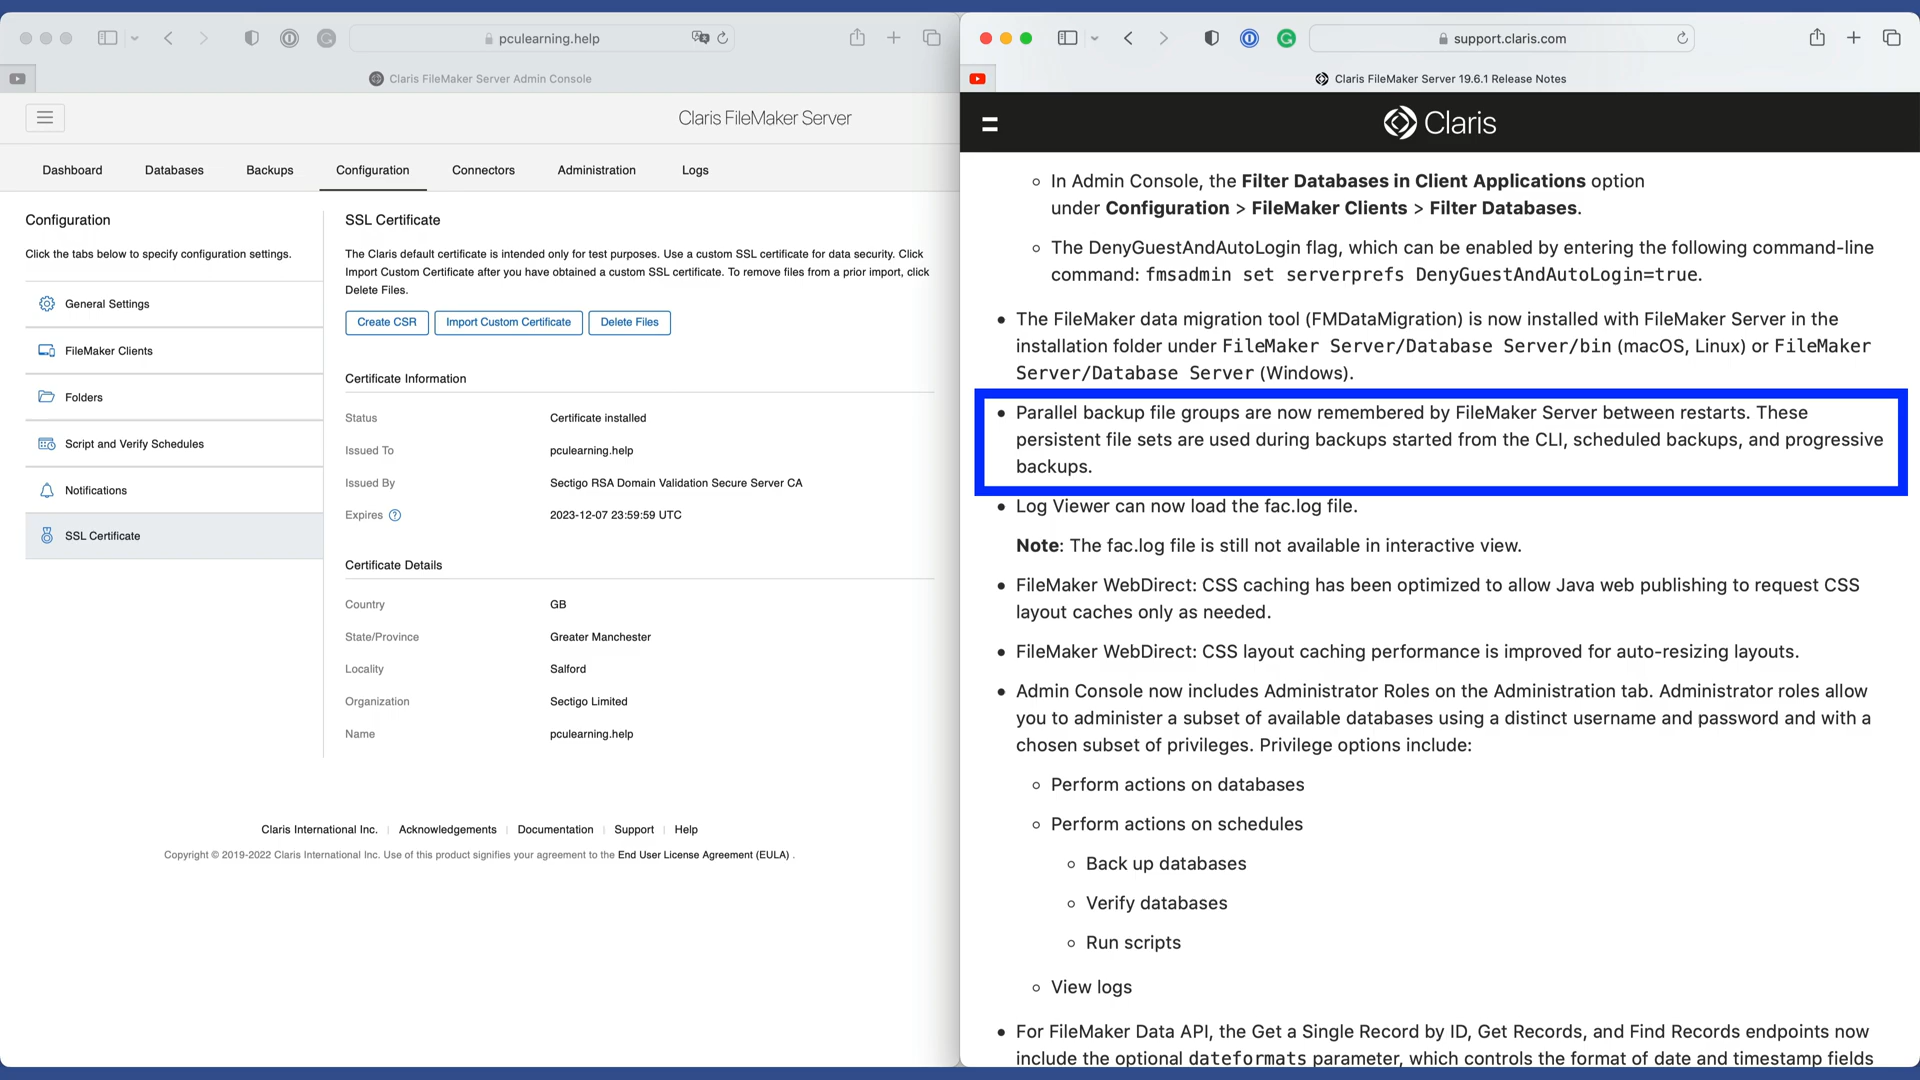 pculearning.help
Claris FileMaker Server Admin Console
Claris FileMaker Server
Dashboard
Databases
Backups
Configuration
Connectors
Administration
Logs
Configuration
Click the tabs below to specify configuration settings.
General Settings
FileMaker Clients
Folders
Script and Verify Schedules
Notifications
SSL Certificate
SSL Certificate
The Claris default certificate is intended only for test purposes. Use a custom SSL certificate for data security. Click
Import Custom Certificate after you have obtained a custom SSL certificate. To remove files from a prior import, click
Delete Files.
Create CSR
Import Custom Certificate
Delete Files
Certificate Information
Status Certificate installed
Issued To pculearning.help
Issued By Sectigo RSA Domain Validation Secure Server CA
Expires ? 2023-12-07 23:59:59 UTC
Certificate Details
Country GB
State/Province Greater Manchester
Locality Salford
Organization Sectigo Limited
Name pculearning.help
Claris International Inc. | Acknowledgements | Documentation | Support | Help
Copyright © 2019-2022 Claris International Inc. Use of this product signifies your agreement to the End User License Agreement (EULA) .
support.claris.com
Claris FileMaker Server 19.6.1 Release Notes
Claris
In Admin Console, the Filter Databases in Client Applications option
under Configuration > FileMaker Clients > Filter Databases.
The DenyGuestAndAutoLogin flag, which can be enabled by entering the following command-line
command: fmsadmin set serverprefs DenyGuestAndAutoLogin=true.
The FileMaker data migration tool (FMDataMigration) is now installed with FileMaker Server in the
installation folder under FileMaker Server/Database Server/bin (macOS, Linux) or FileMaker
Server/Database Server (Windows).
Parallel backup file groups are now remembered by FileMaker Server between restarts. These
persistent file sets are used during backups started from the CLI, scheduled backups, and progressive
backups.
Log Viewer can now load the fac.log file.
Note: The fac.log file is still not available in interactive view.
FileMaker WebDirect: CSS caching has been optimized to allow Java web publishing to request CSS
layout caches only as needed.
FileMaker WebDirect: CSS layout caching performance is improved for auto-resizing layouts.
Admin Console now includes Administrator Roles on the Administration tab. Administrator roles allow
you to administer a subset of available databases using a distinct username and password and with a
chosen subset of privileges. Privilege options include:
Perform actions on databases
Perform actions on schedules
Back up databases
Verify databases
Run scripts
View logs
For FileMaker Data API, the Get a Single Record by ID, Get Records, and Find Records endpoints now
include the optional dateformats parameter, which controls the format of date and timestamp fields